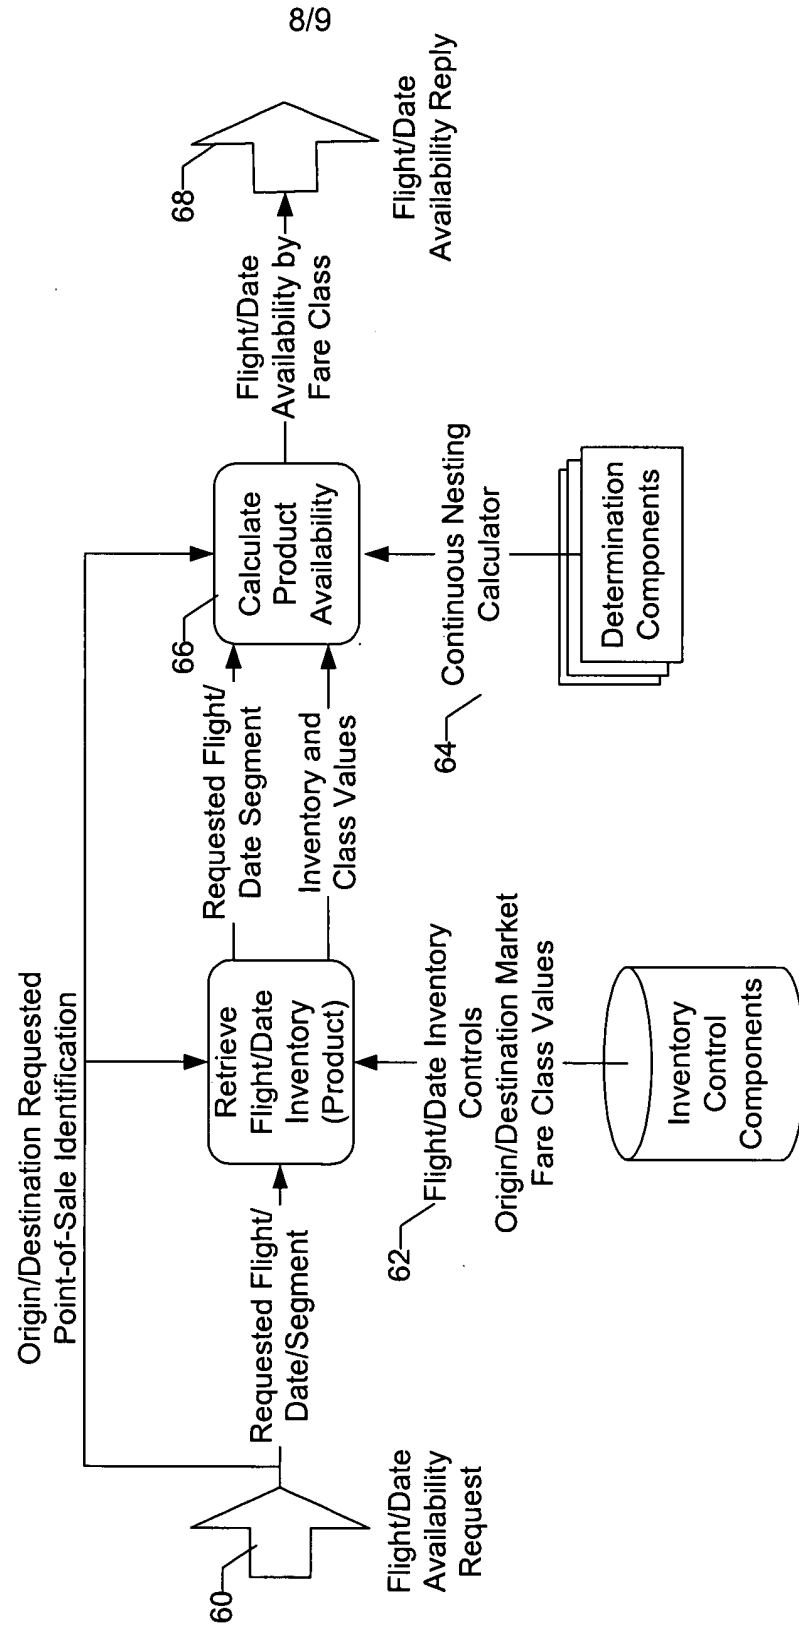 8/9
Origin/Destination Requested
Point-of-Sale Identification
60
Flight/Date
Availability
Request
Requested Flight/
Date/Segment
Retrieve
Flight/Date
Inventory
(Product)
62
Flight/Date Inventory
Controls
Origin/Destination Market
Fare Class Values
Inventory
Control
Components
Requested Flight/
Date Segment
Inventory and
Class Values
66
Calculate
Product
Availability
64
Continuous Nesting
Calculator
Determination
Components
Flight/Date
Availability by
Fare Class
68
Flight/Date
Availability Reply